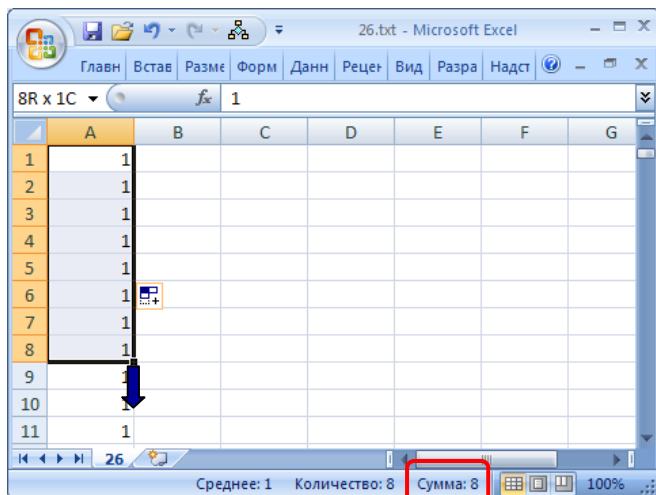 26.txt - Microsoft Excel
Главн Встав Разме Форм Данн Рецен Вид Разра Надст
8R x 1C fx 1
A B C D E F G
1 1
2 1
3 1
4 1
5 1
6 1
7 1
8 1
9 1
10 1
11 1
26
Среднее: 1 Количество: 8 Сумма: 8 100%